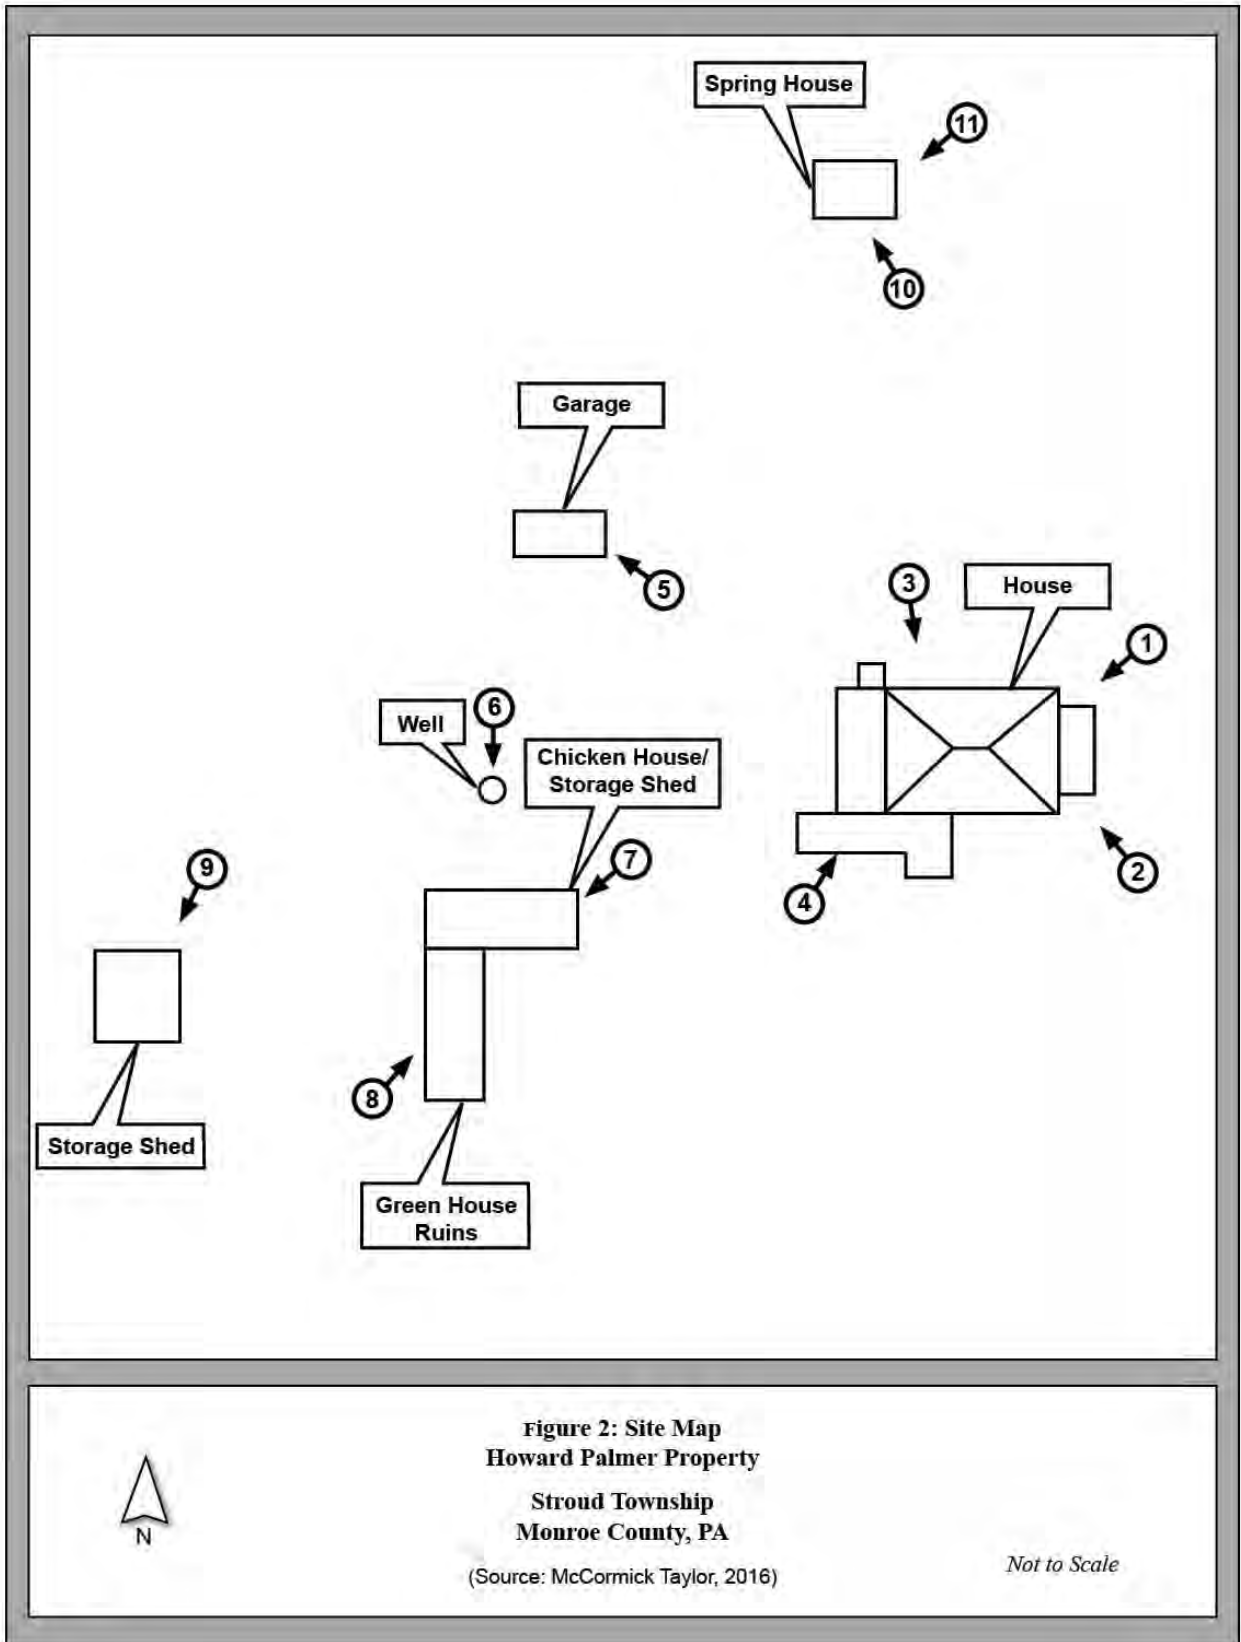 Spring House
11
10
Garage
5
3
House
1
6
Well
Chicken House/
Storage Shed
7
9
2
4
8
Storage Shed
Green House
Ruins
Figure 2: Site Map
Howard Palmer Property
Stroud Township
Monroe County, PA
N
Not to Scale
(Source: McCormick Taylor, 2016)